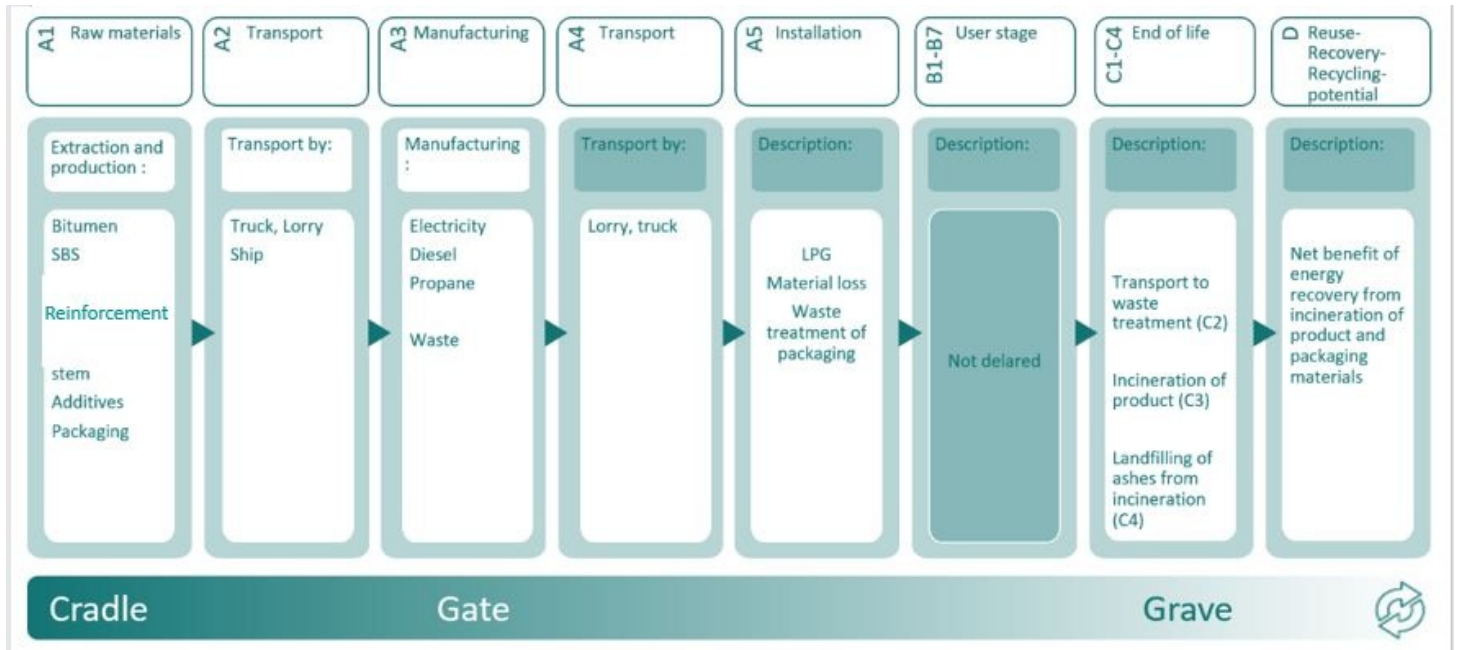 A1 Raw materials
A2 Transport
A3 Manufacturing
A4 Transport
A5 Installation
B1-B7 User stage
C1-C4 End of life
D Reuse-
Recovery-
Recycling-
potential
Extraction and
production :
Bitumen
SBS
Reinforcement
stem
Additives
Packaging
Transport by:
Truck, Lorry
Ship
Manufacturing
:
Electricity
Diesel
Propane
Waste
Transport by:
Lorry, truck
Description:
LPG
Material loss
Waste
treatment of
packaging
Description:
Not delared
Description:
Transport to
waste
treatment (C2)
Incineration of
product (C3)
Landfilling of
ashes from
incineration
(C4)
Description:
Net benefit of
energy
recovery from
incineration of
product and
packaging
materials
Cradle
Gate
Grave